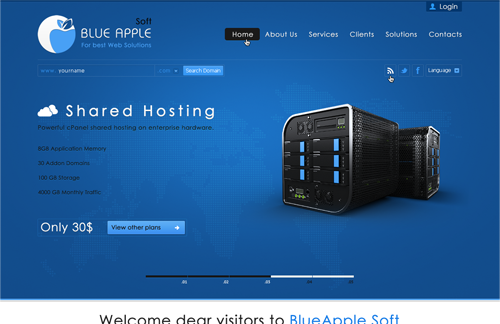 Login
Soft
BLUE APPLE
For best Web Solutions
Home About Us Services Clients Solutions Contacts
www. yourname .com Search Domain
Language
Shared Hosting
Powerful cPanel shared hosting on enterprise hardware.
8GB Application Memory
30 Addon Domains
100 GB Storage
4000 GB Monthly Traffic
Only 30$ View other plans
.01 .02 .03 .04 .05
Welcome dear visitors to BlueApple Soft